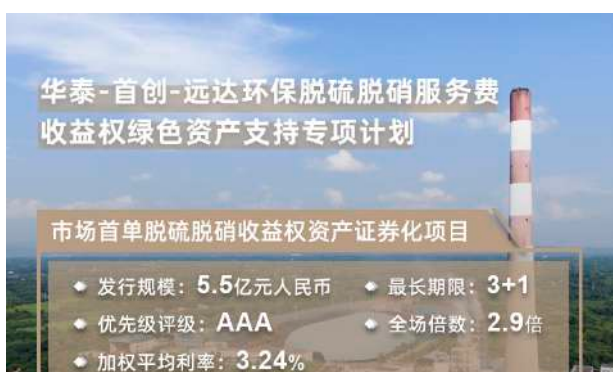 华泰-首创-远达环保脱硫脱硝服务费
收益权绿色资产支持专项计划
市场首单脱硫脱硝收益权资产证券化项目
◆ 发行规模：5.5亿元人民币 ◆ 最长期限：3+1
◆ 优先级评级：AAA ◆ 全场倍数：2.9倍
◆ 加权平均利率：3.24%